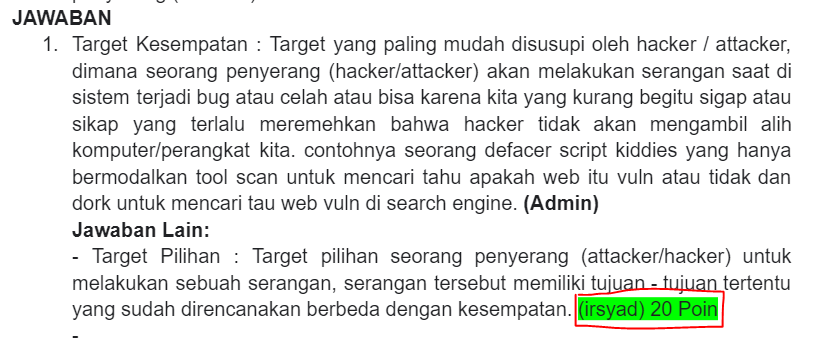 JAWABAN
1. Target Kesempatan : Target yang paling mudah disusupi oleh hacker / attacker,
dimana seorang penyerang (hacker/attacker) akan melakukan serangan saat di
sistem terjadi bug atau celah atau bisa karena kita yang kurang begitu sigap atau
sikap yang terlalu meremehkan bahwa hacker tidak akan mengambil alih
komputer/perangkat kita. contohnya seorang defacer script kiddies yang hanya
bermodalkan tool scan untuk mencari tahu apakah web itu vuln atau tidak dan
dork untuk mencari tau web vuln di search engine. (Admin)
Jawaban Lain:
- Target Pilihan : Target pilihan seorang penyerang (attacker/hacker) untuk
melakukan sebuah serangan, serangan tersebut memiliki tujuan - tujuan tertentu
yang sudah direncanakan berbeda dengan kesempatan. (irsyad) 20 Poin
-